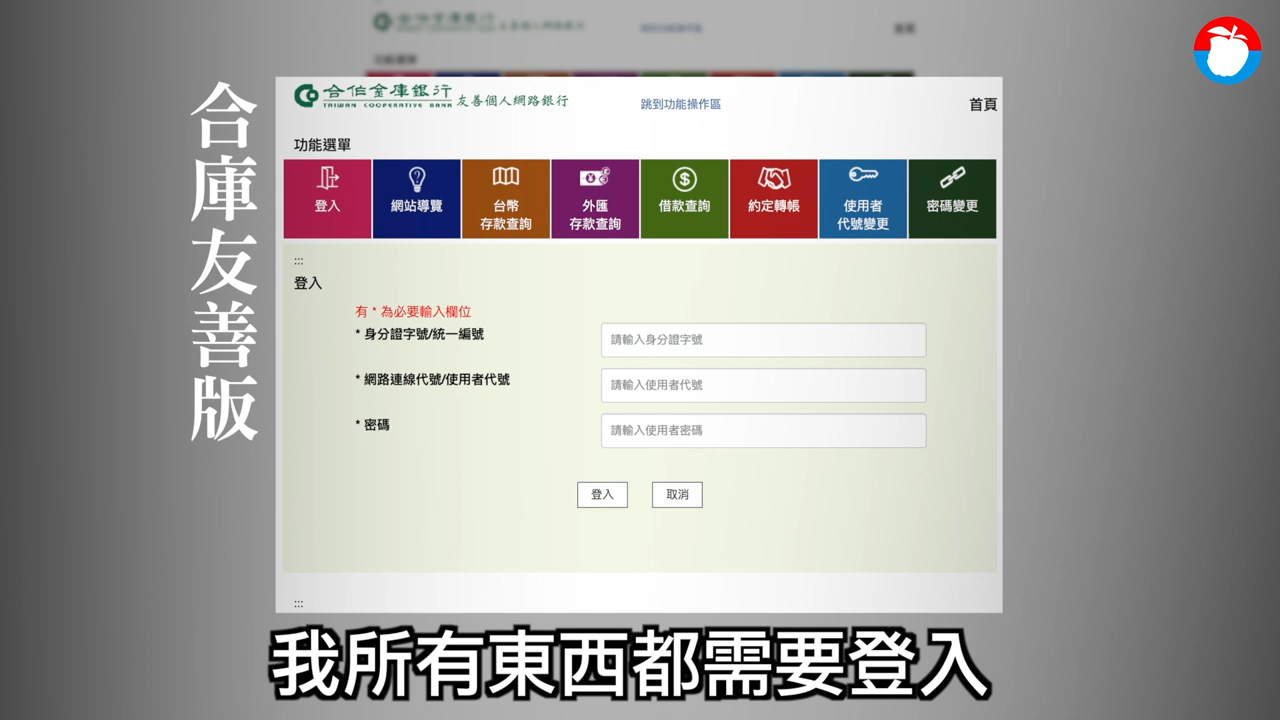 合庫友善版
合作金庫銀行
TAIWAN COOPERATIVE BANK
友善個人網路銀行
跳到功能操作區
首頁
功能選單
登入
網站導覽
台幣
存款查詢
外匯
存款查詢
借款查詢
約定轉帳
使用者
代號變更
密碼變更
:::
登入
有 * 為必要輸入欄位
* 身分證字號/統一編號
請輸入身分證字號
* 網路連線代號/使用者代號
請輸入使用者代號
* 密碼
請輸入使用者密碼
登入
取消
:::
我所有東西都需要登入